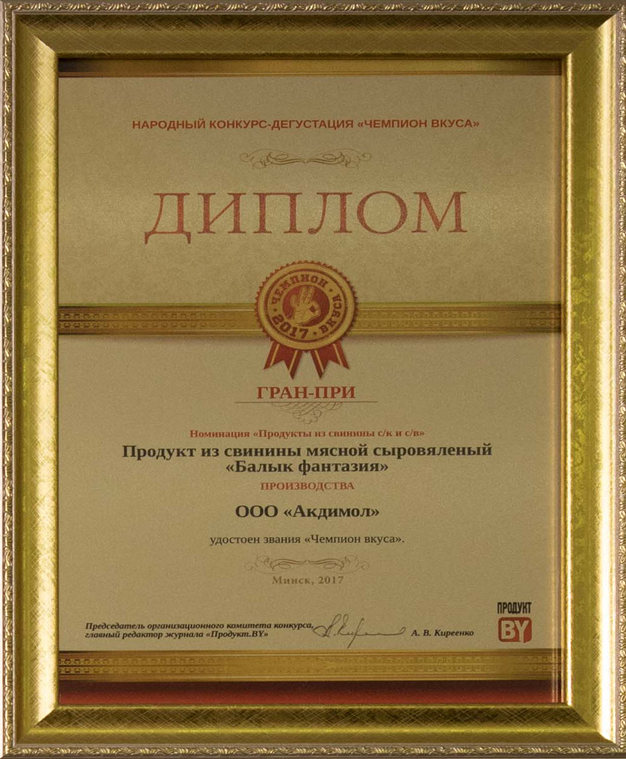 НАРОДНЫЙ КОНКУРС-ДЕГУСТАЦИЯ «ЧЕМПИОН ВКУСА»
ДИПЛОМ
ЧЕМПИОН ВКУСА
2017
ГРАН-ПРИ
Номинация «Продукты из свинины с/к и с/в»
Продукт из свинины мясной сыровяленый
«Балык фантазия»
ПРОИЗВОДСТВА
ООО «Акдимол»
удостоен звания «Чемпион вкуса».
Минск, 2017
Председатель организационного комитета конкурса,
главный редактор журнала «Продукт.BY»
А. В. Киреенко
ПРОДУКТ
BY